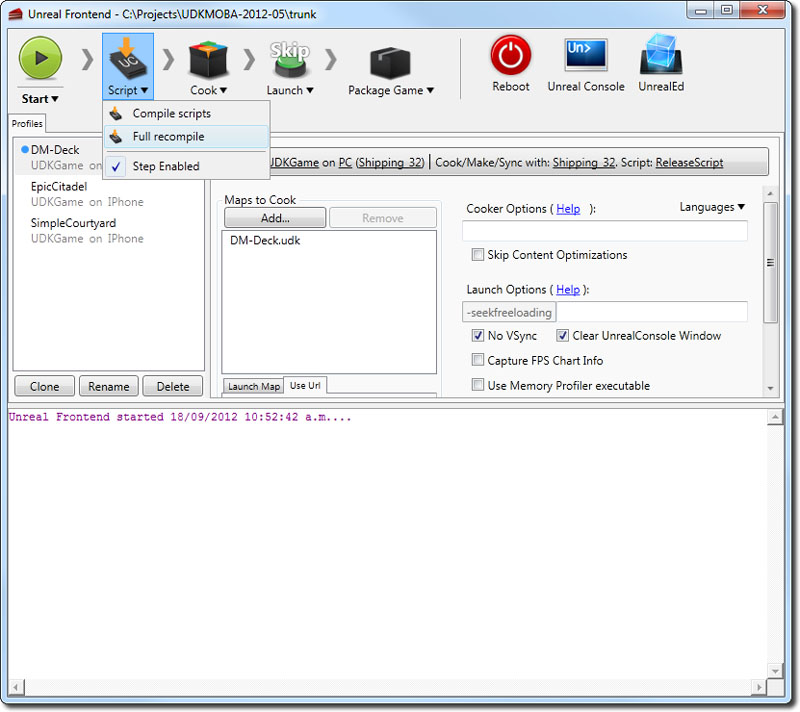 Unreal Frontend - C:\Projects\UDKMOBA-2012-05\trunk
Start ▾
UC
Script ▾
Cook ▾
Skip
Launch ▾
Package Game ▾
Reboot
Un>
Unreal Console
UnrealEd
Compile scripts
Full recompile
Step Enabled
Profiles
DM-Deck
UDKGame on
EpicCitadel
UDKGame on IPhone
SimpleCourtyard
UDKGame on IPhone
Clone
Rename
Delete
UDKGame on PC (Shipping_32) | Cook/Make/Sync with: Shipping_32. Script: ReleaseScript
Maps to Cook
Add...
Remove
DM-Deck.udk
Launch Map
Use Url
Cooker Options ( Help ):
Languages ▾
Skip Content Optimizations
Launch Options ( Help ):
-seekfreeloading
No VSync
Clear UnrealConsole Window
Capture FPS Chart Info
Use Memory Profiler executable
Unreal Frontend started 18/09/2012 10:52:42 a.m....